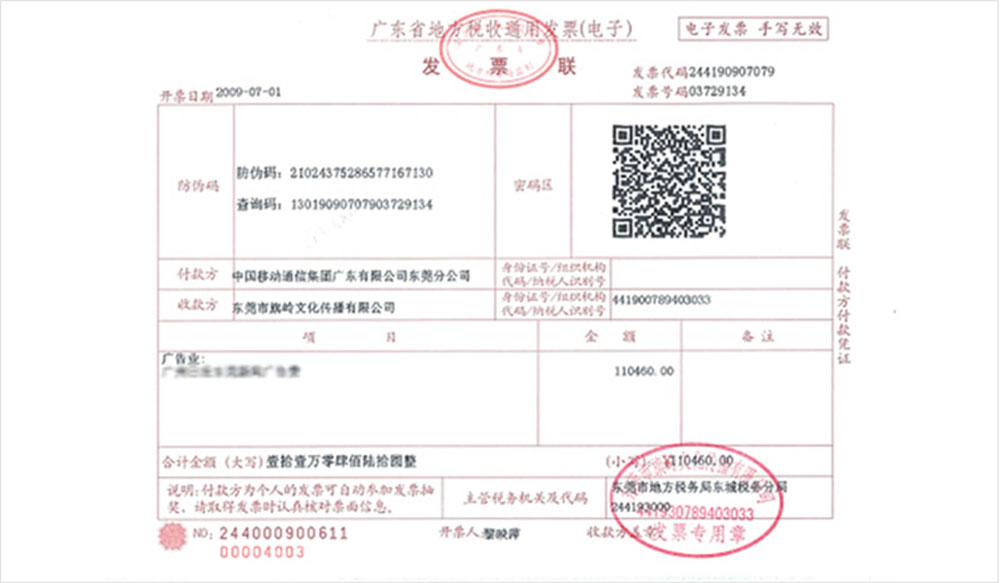 广东省地方税收通用发票(电子)
电子发票 手写无效
发票联
发票代码244190907079
发票号码03729134
开票日期2009-07-01
防伪码
防伪码：21024375286577167130
查询码：13019090707903729134
密码区
付款方
中国移动通信集团广东有限公司东莞分公司
身份证号/组织机构
代码/纳税人识别号
收款方
东莞市旗岭文化传播有限公司
身份证号/组织机构
代码/纳税人识别号
441900789403033
项目
金额
备注
广告业：
110460.00
发票联 付款方付款凭证
合计金额（大写）壹拾壹万零肆佰陆拾圆整
(小写)：¥110460.00
说明：付款方为个人的发票可自动参加发票抽
奖。请取得发票时认真核对票面信息。
主管税务机关及代码
东莞市地方税务局东城税务分局
244193000
441930789403033
发票专用章
NO：244000900611
00004003
开票人：黎映萍
收款方盖章